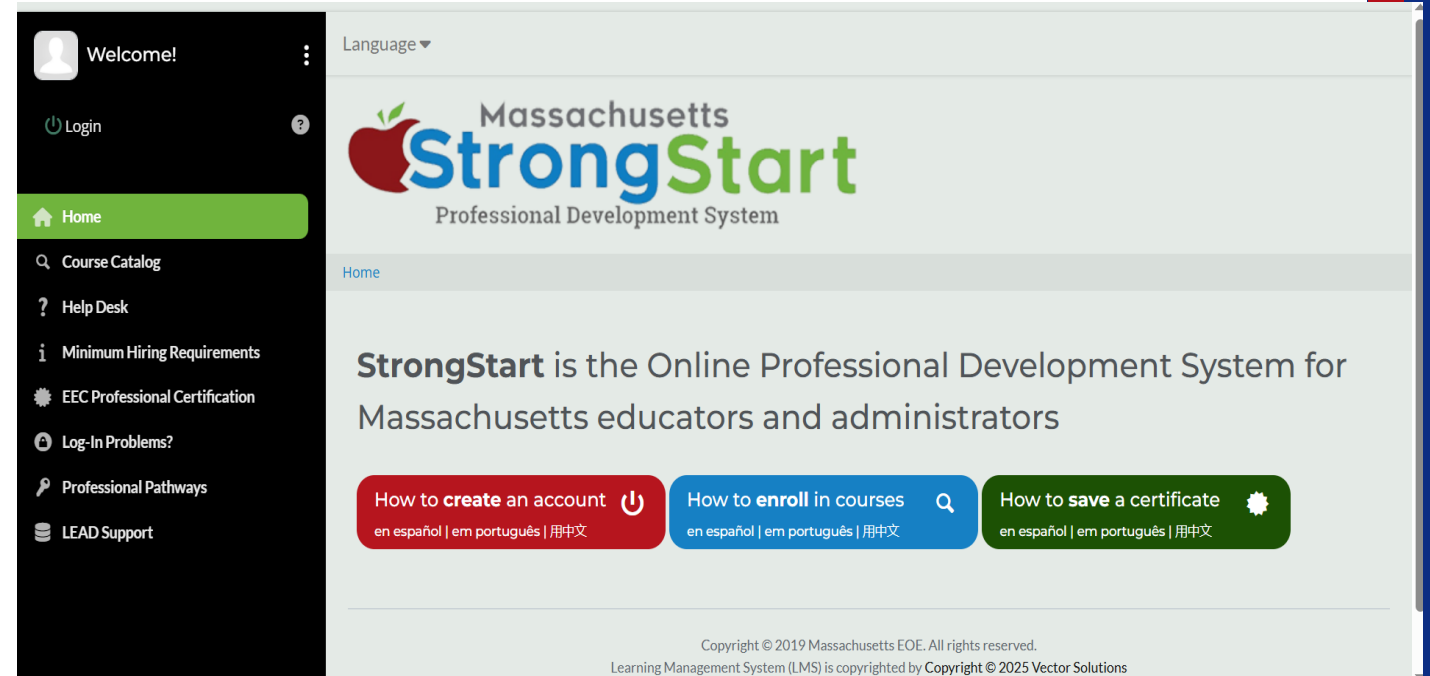 Welcome!
Login
?
Home
Course Catalog
? Help Desk
i Minimum Hiring Requirements
EEC Professional Certification
Log-In Problems?
Professional Pathways
LEAD Support
Language
Massachusetts
StrongStart
Professional Development System
Home
StrongStart is the Online Professional Development System for
Massachusetts educators and administrators
How to create an account
en español | em português | 用中文
How to enroll in courses
en español | em português | 用中文
How to save a certificate
en español | em português | 用中文
Copyright © 2019 Massachusetts EOE. All rights reserved.
Learning Management System (LMS) is copyrighted by Copyright © 2025 Vector Solutions